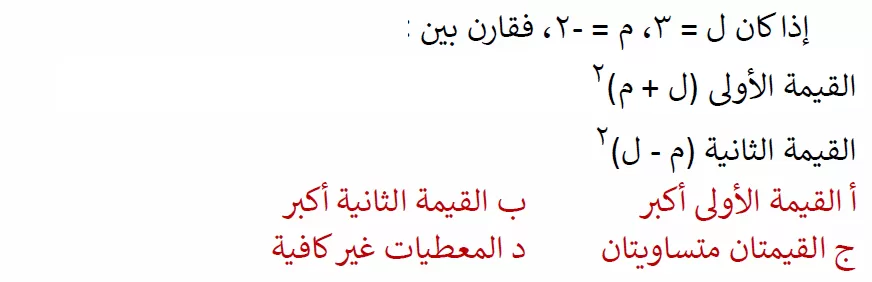 إذا كان ل = ٣، م = -٢، فقارن بين :
القيمة الأولى (ل + م)٢
القيمة الثانية (م - ل)٢
أ القيمة الأولى أكبر ب القيمة الثانية أكبر
ج القيمتان متساويتان د المعطيات غير كافية